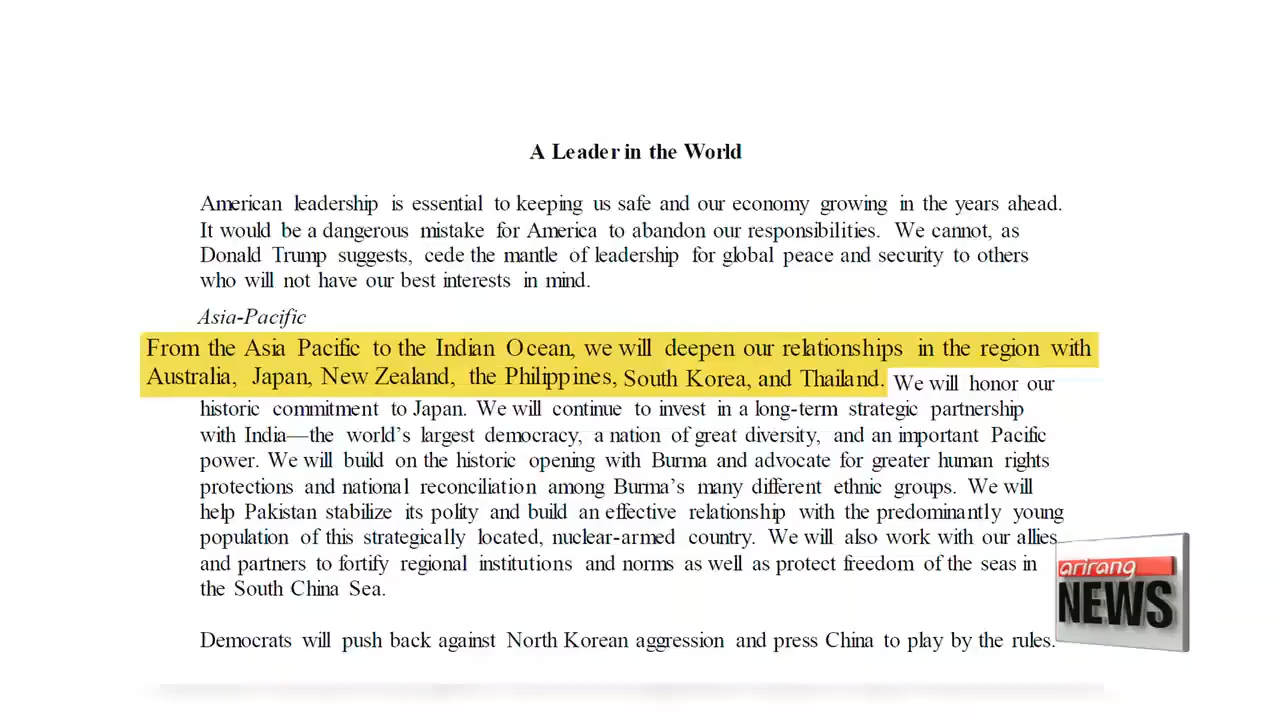 A Leader in the World
American leadership is essential to keeping us safe and our economy growing in the years ahead.
It would be a dangerous mistake for America to abandon our responsibilities. We cannot, as
Donald Trump suggests, cede the mantle of leadership for global peace and security to others
who will not have our best interests in mind.
Asia-Pacific
From the Asia Pacific to the Indian Ocean, we will deepen our relationships in the region with
Australia, Japan, New Zealand, the Philippines, South Korea, and Thailand. We will honor our
historic commitment to Japan. We will continue to invest in a long-term strategic partnership
with India—the world's largest democracy, a nation of great diversity, and an important Pacific
power. We will build on the historic opening with Burma and advocate for greater human rights
protections and national reconciliation among Burma's many different ethnic groups. We will
help Pakistan stabilize its polity and build an effective relationship with the predominantly young
population of this strategically located, nuclear-armed country. We will also work with our allies
and partners to fortify regional institutions and norms as well as protect freedom of the seas in
the South China Sea.
Democrats will push back against North Korean aggression and press China to play by the rules.
arirang
NEWS